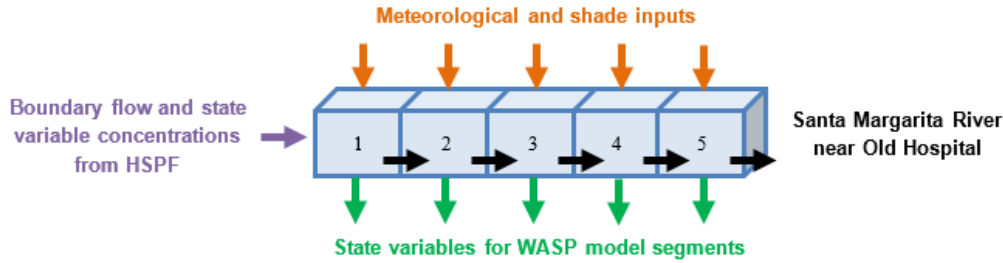 Meteorological and shade inputs
Boundary flow and state
variable concentrations
from HSPF
1 2 3 4 5
Santa Margarita River
near Old Hospital
State variables for WASP model segments